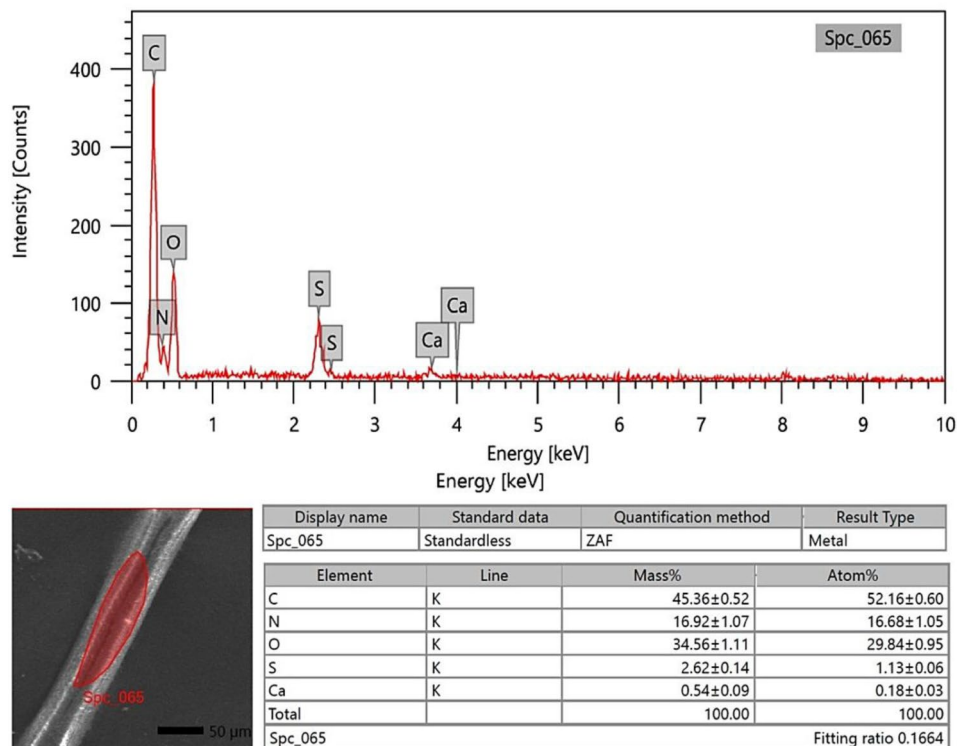 Spc_065
C
O
N
S
S
Ca
Ca
Intensity [Counts]
400
300
200
100
0
0 1 2 3 4 5 6 7 8 9 10
Energy [keV]
Energy [keV]
Spc_065
50 μm
Display name Standard data Quantification method Result Type
Spc_065 Standardless ZAF Metal
Element Line Mass% Atom%
C K 45.36±0.52 52.16±0.60
N K 16.92±1.07 16.68±1.05
O K 34.56±1.11 29.84±0.95
S K 2.62±0.14 1.13±0.06
Ca K 0.54±0.09 0.18±0.03
Total 100.00 100.00
Spc_065 Fitting ratio 0.1664